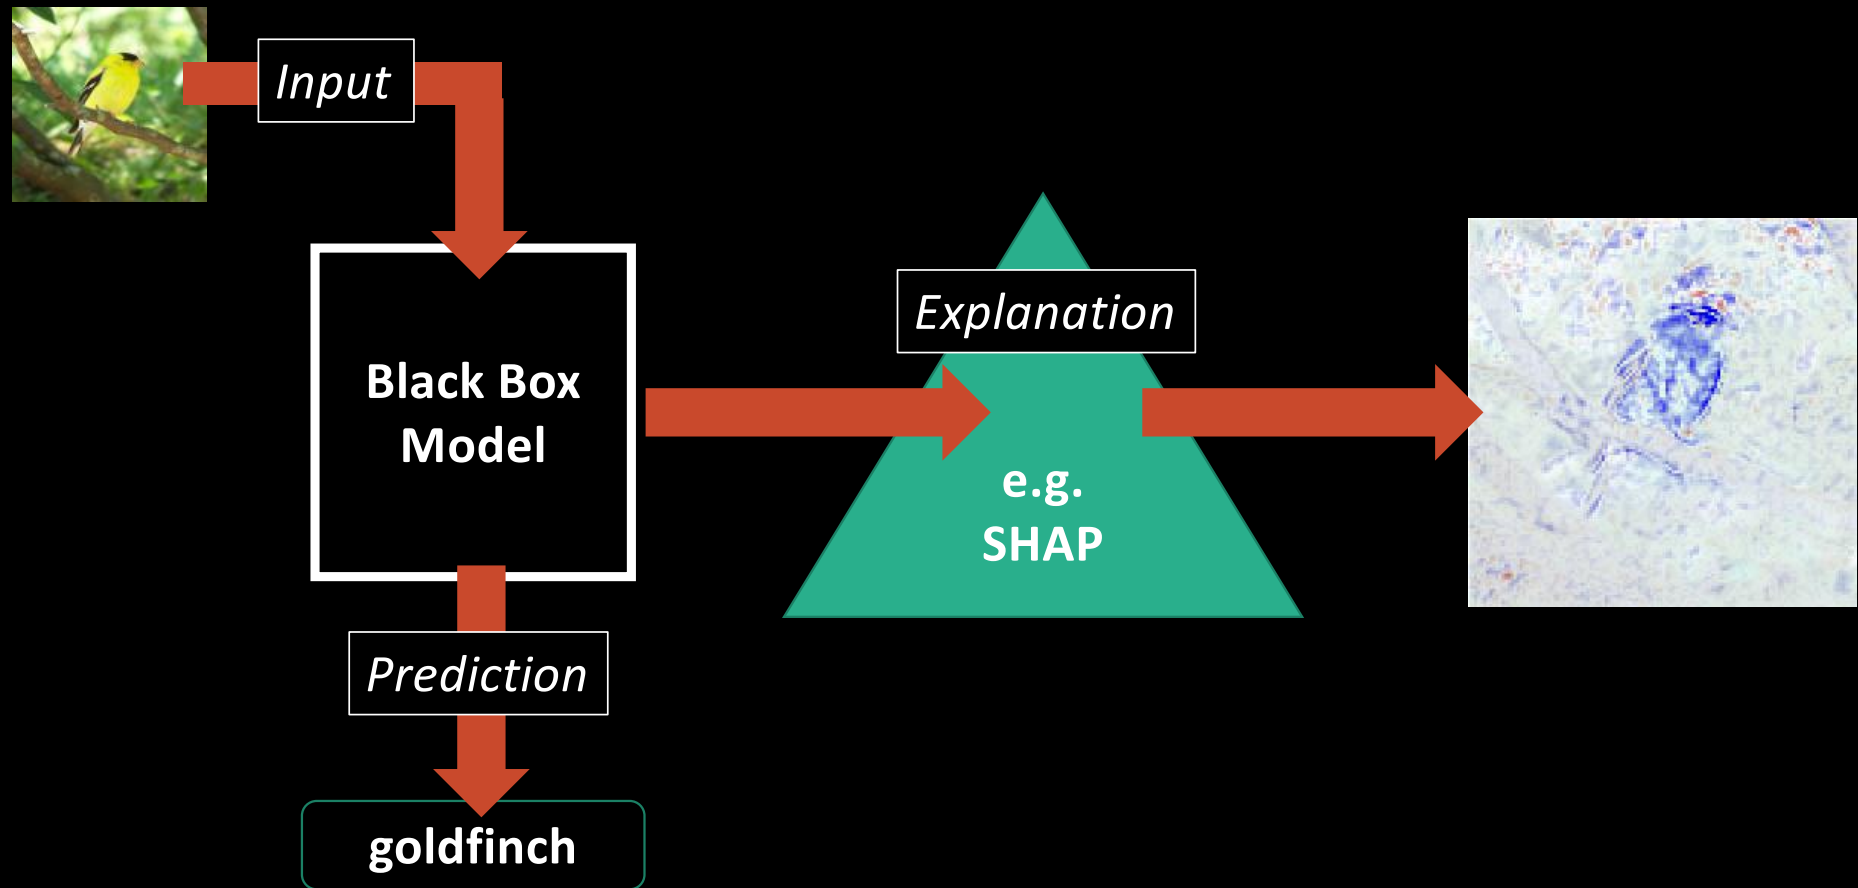 Input
Black Box
Model
Explanation
e.g.
SHAP
Prediction
goldfinch